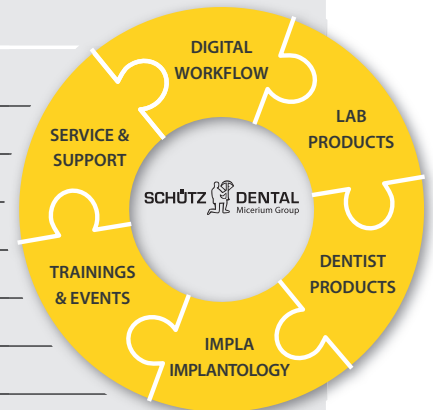 DIGITAL
WORKFLOW
LAB
PRODUCTS
DENTIST
PRODUCTS
IMPLA
IMPLANTOLOGY
TRAININGS
& EVENTS
SERVICE &
SUPPORT
SCHÜTZ DENTAL
Micerium Group